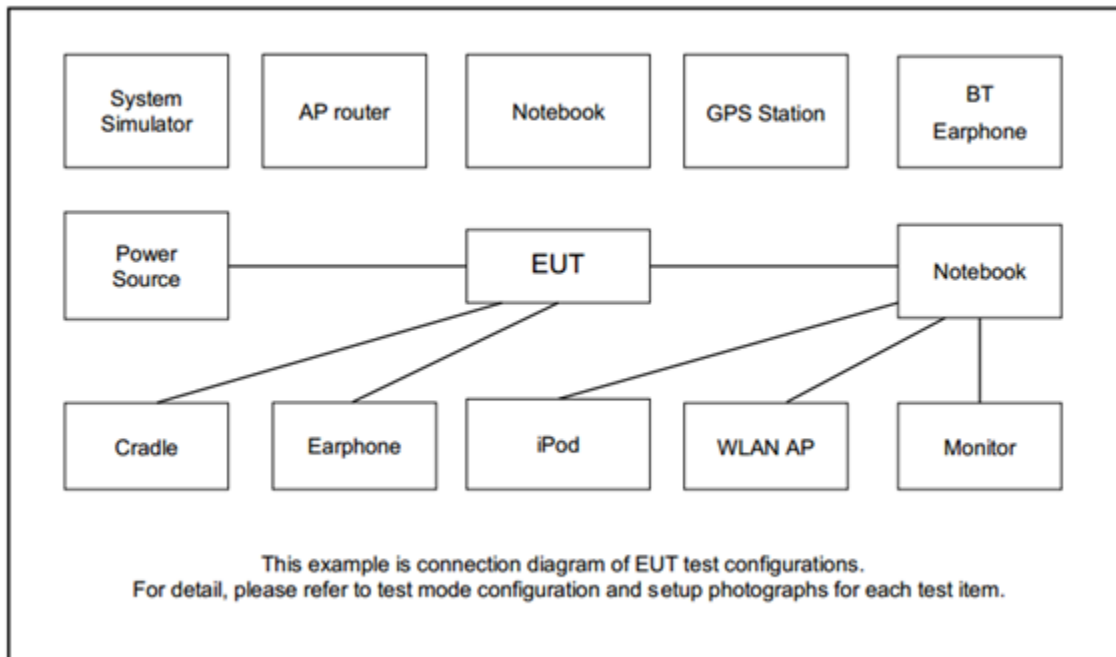 System
Simulator
AP router
Notebook
GPS Station
BT
Earphone
Power
Source
EUT
Notebook
Cradle
Earphone
iPod
WLAN AP
Monitor
This example is connection diagram of EUT test configurations.
For detail, please refer to test mode configuration and setup photographs for each test item.